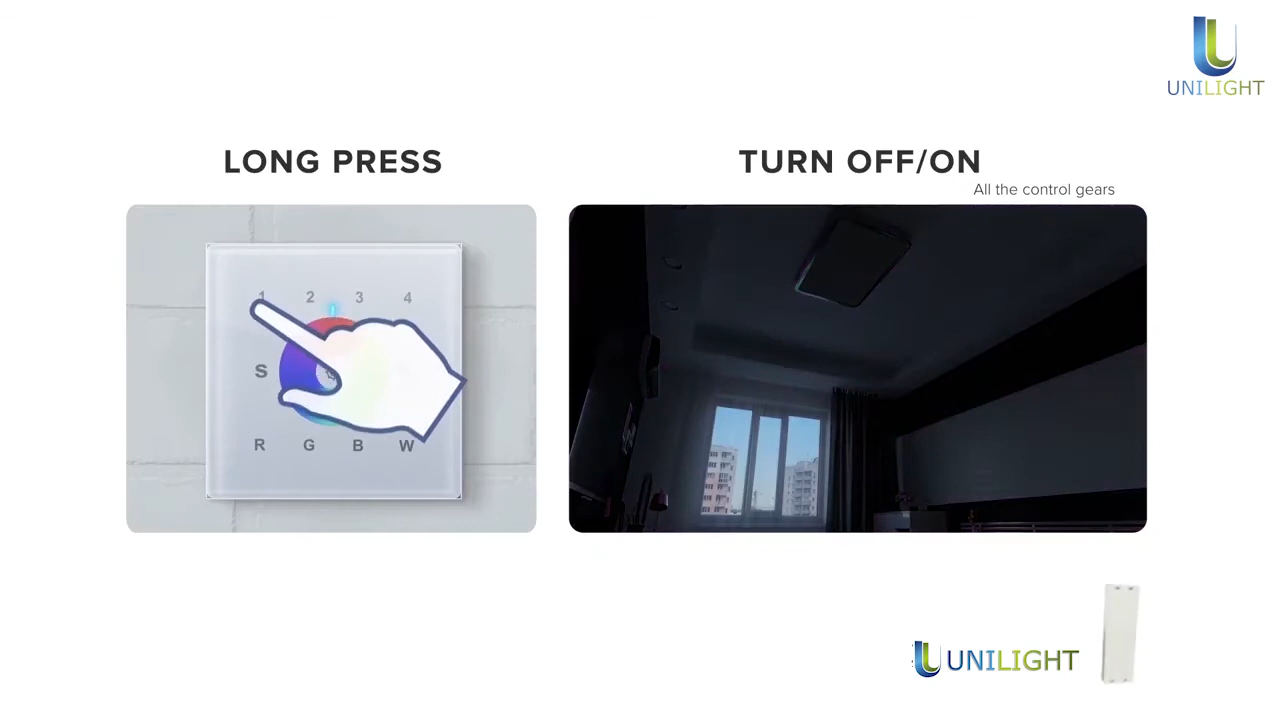 UNILIGHT
LONG PRESS
TURN OFF/ON
All the control gears
1 2 3 4
S
R G B W
UNILIGHT